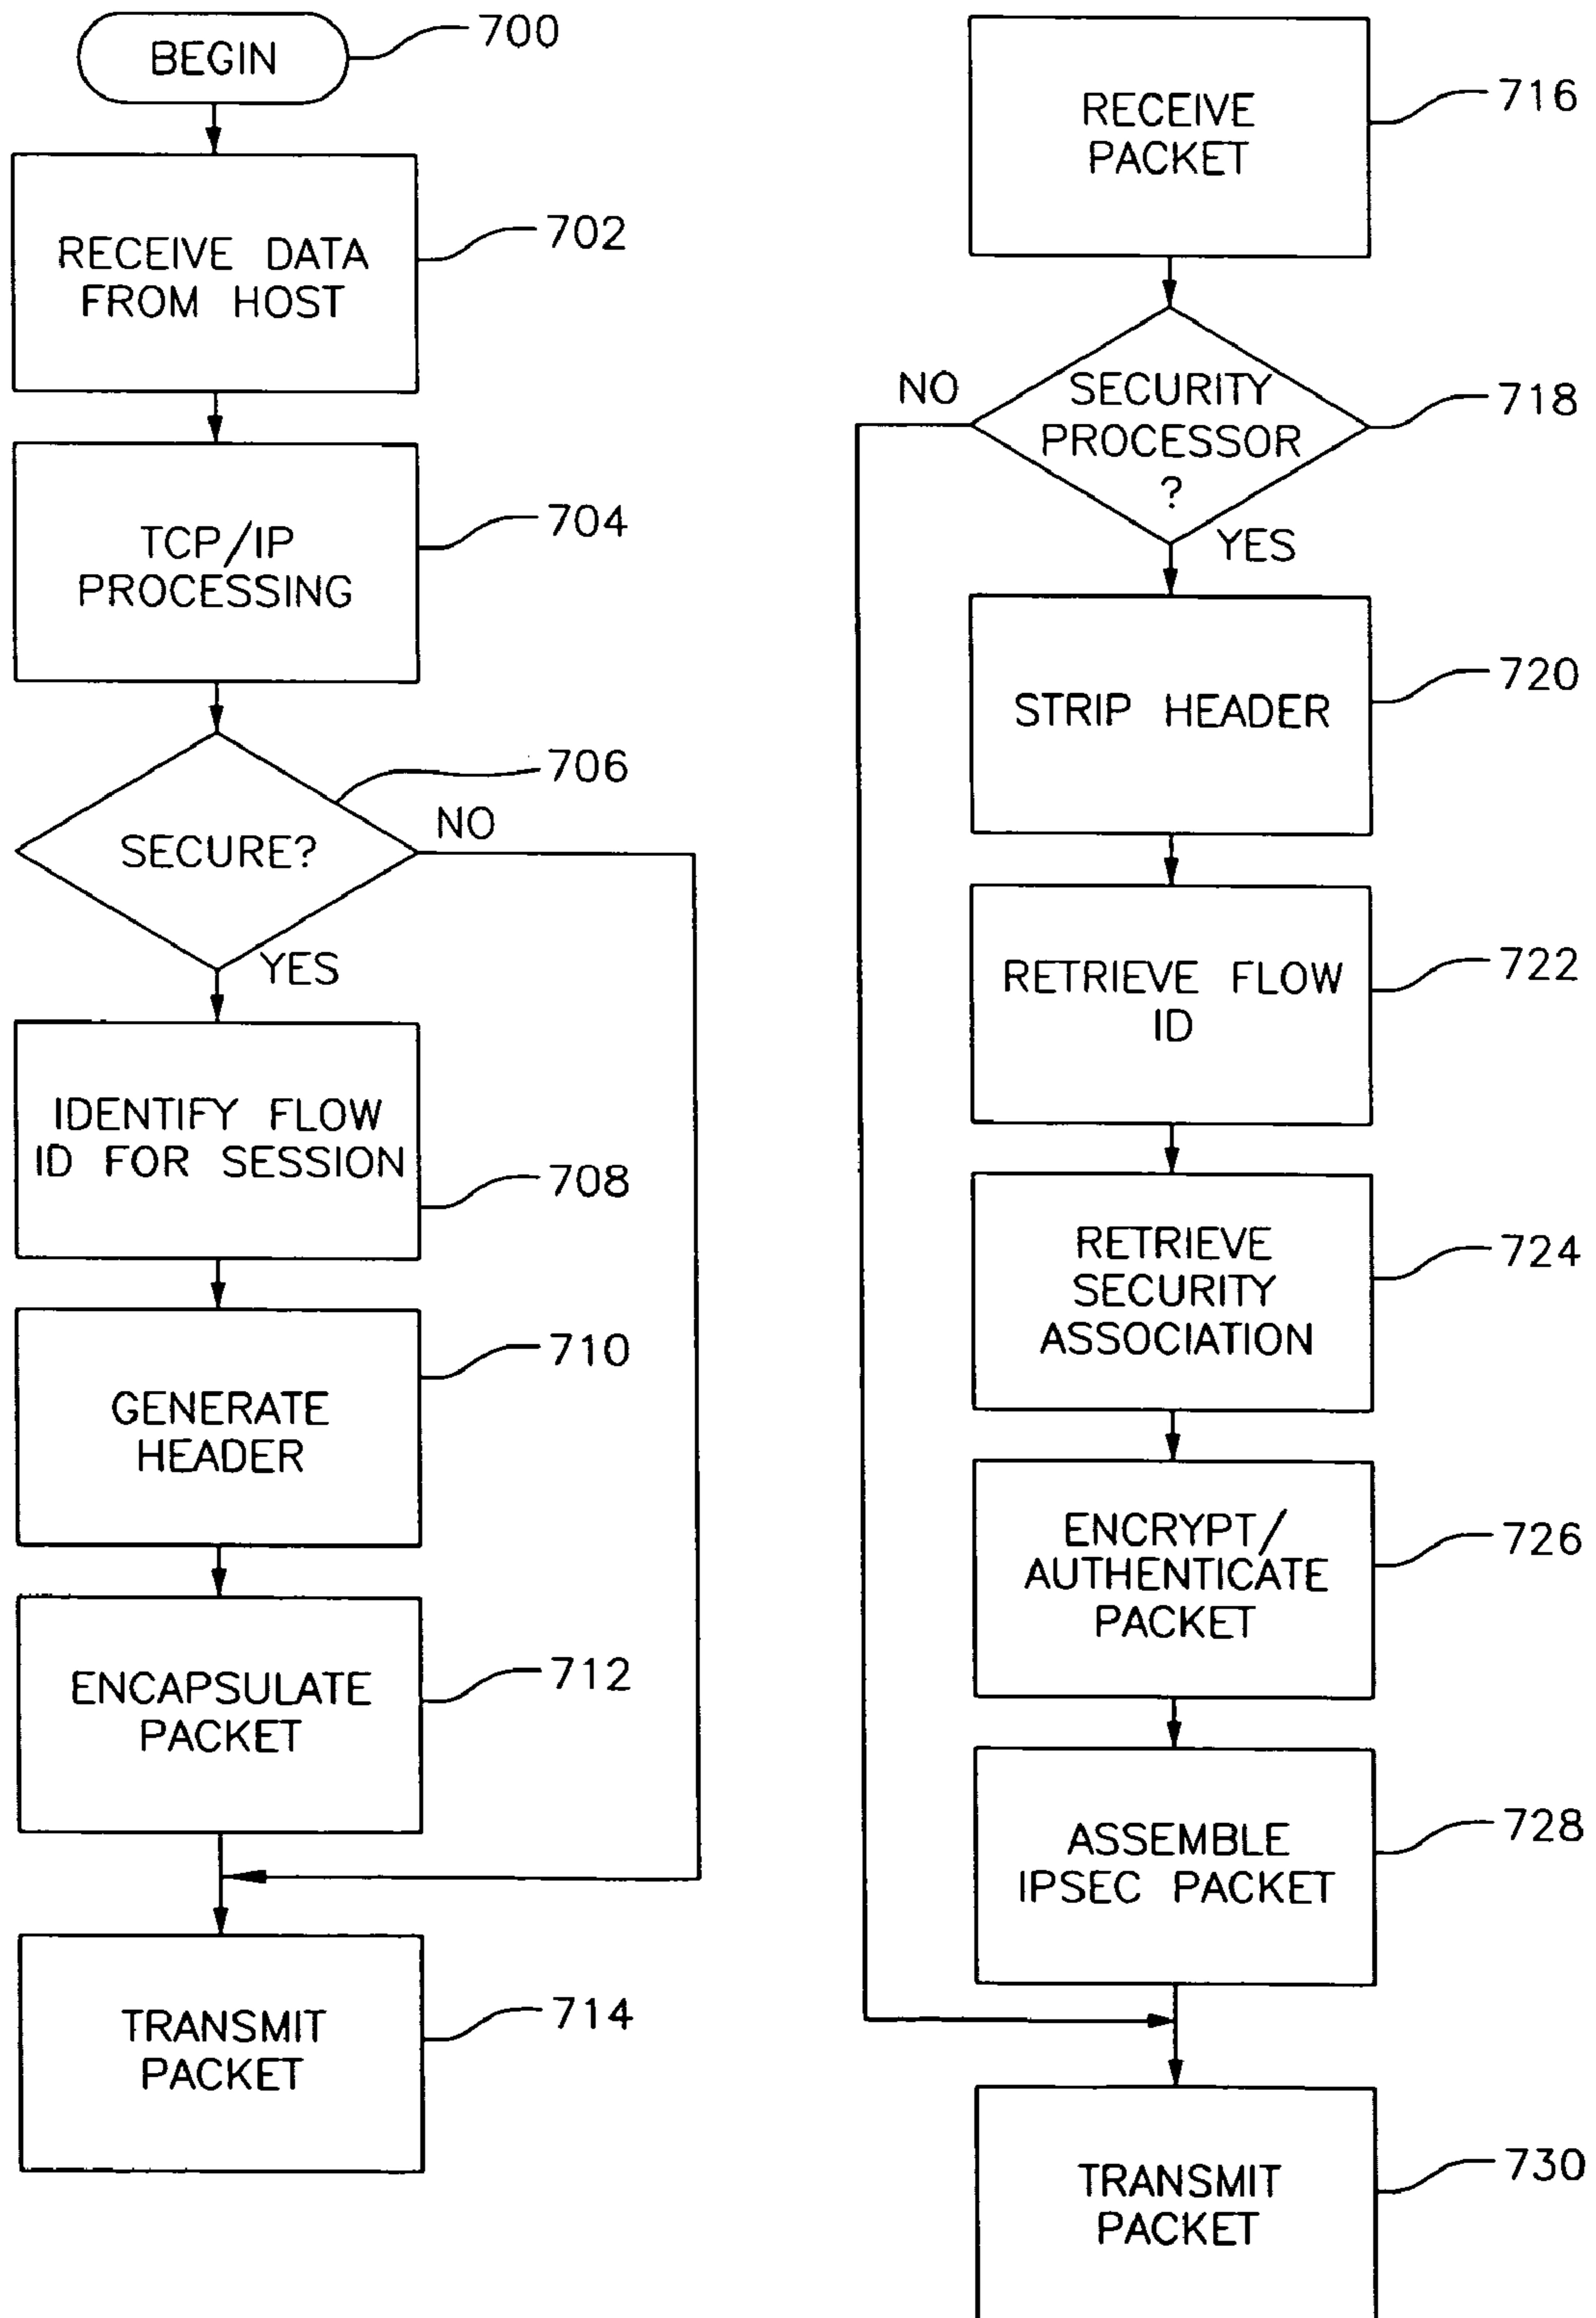 BEGIN
700
RECEIVE DATA
FROM HOST
702
TCP/IP
PROCESSING
704
SECURE?
706
NO
YES
IDENTIFY FLOW
ID FOR SESSION
708
GENERATE
HEADER
710
ENCAPSULATE
PACKET
712
TRANSMIT
PACKET
714
RECEIVE
PACKET
716
SECURITY
PROCESSOR
?
718
NO
YES
STRIP HEADER
720
RETRIEVE FLOW
ID
722
RETRIEVE
SECURITY
ASSOCIATION
724
ENCRYPT/
AUTHENTICATE
PACKET
726
ASSEMBLE
IPSEC PACKET
728
TRANSMIT
PACKET
730